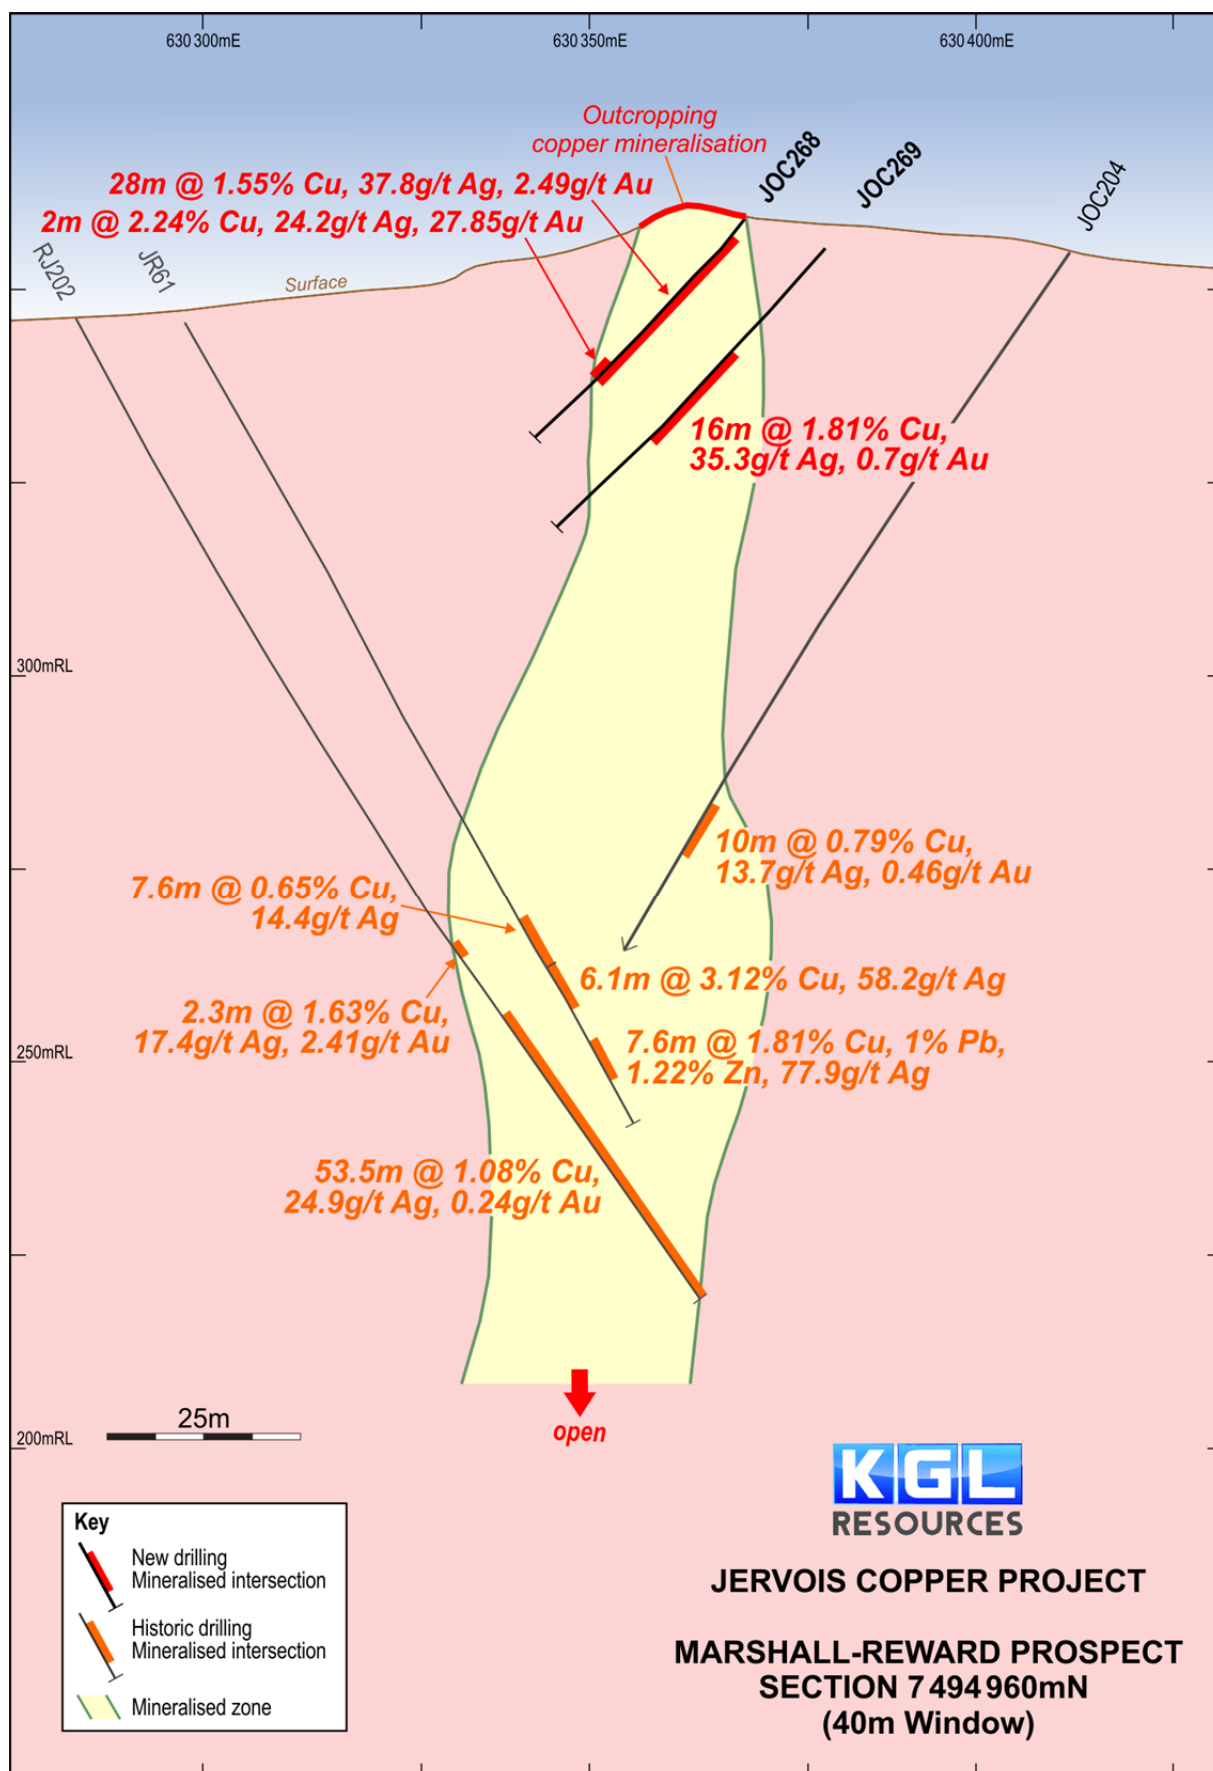 630 300mE
630 350mE
630 400mE
Outcropping
copper mineralisation
JOC268
JOC269
JOC204
28m @ 1.55% Cu, 37.8g/t Ag, 2.49g/t Au
2m @ 2.24% Cu, 24.2g/t Ag, 27.85g/t Au
RJ202
JR61
Surface
16m @ 1.81% Cu,
35.3g/t Ag, 0.7g/t Au
300mRL
10m @ 0.79% Cu,
13.7g/t Ag, 0.46g/t Au
7.6m @ 0.65% Cu,
14.4g/t Ag
6.1m @ 3.12% Cu, 58.2g/t Ag
2.3m @ 1.63% Cu,
17.4g/t Ag, 2.41g/t Au
7.6m @ 1.81% Cu, 1% Pb,
1.22% Zn, 77.9g/t Ag
250mRL
53.5m @ 1.08% Cu,
24.9g/t Ag, 0.24g/t Au
open
25m
200mRL
KGL
RESOURCES
Key
New drilling
Mineralised intersection
Historic drilling
Mineralised intersection
Mineralised zone
JERVOIS COPPER PROJECT
MARSHALL-REWARD PROSPECT
SECTION 7 494 960mN
(40m Window)